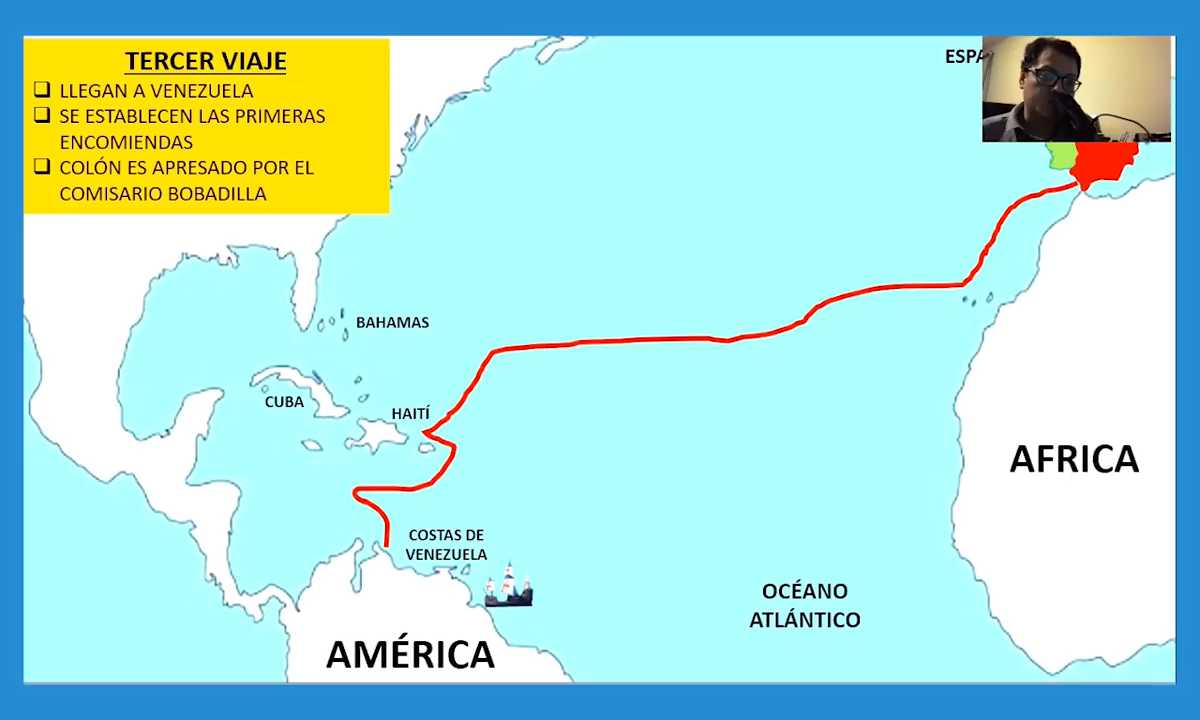 TERCER VIAJE
❑ LLEGAN A VENEZUELA
❑ SE ESTABLECEN LAS PRIMERAS
ENCOMIENDAS
❑ COLÓN ES APRESADO POR EL
COMISARIO BOBADILLA
ESPA
BAHAMAS
CUBA
HAITÍ
AFRICA
COSTAS DE
VENEZUELA
OCÉANO
ATLÁNTICO
AMÉRICA